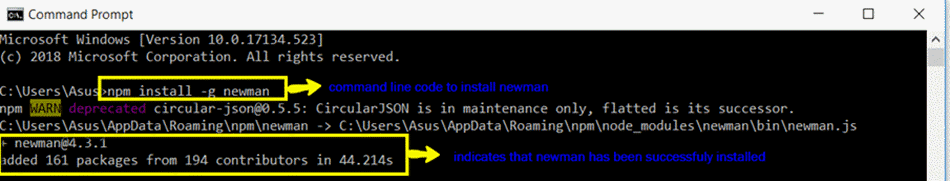 Command Prompt
Microsoft Windows [Version 10.0.17134.523]
(c) 2018 Microsoft Corporation. All rights reserved.
C:\Users\Asus>npm install -g newman
command line code to install newman
npm WARN deprecated circular-json@0.5.5: CircularJSON is in maintenance only, flatted is its successor.
C:\Users\Asus\AppData\Roaming\npm\newman -> C:\Users\Asus\AppData\Roaming\npm\node_modules\newman\bin\newman.js
+ newman@4.3.1
added 161 packages from 194 contributors in 44.214s
indicates that newman has been successfuly installed